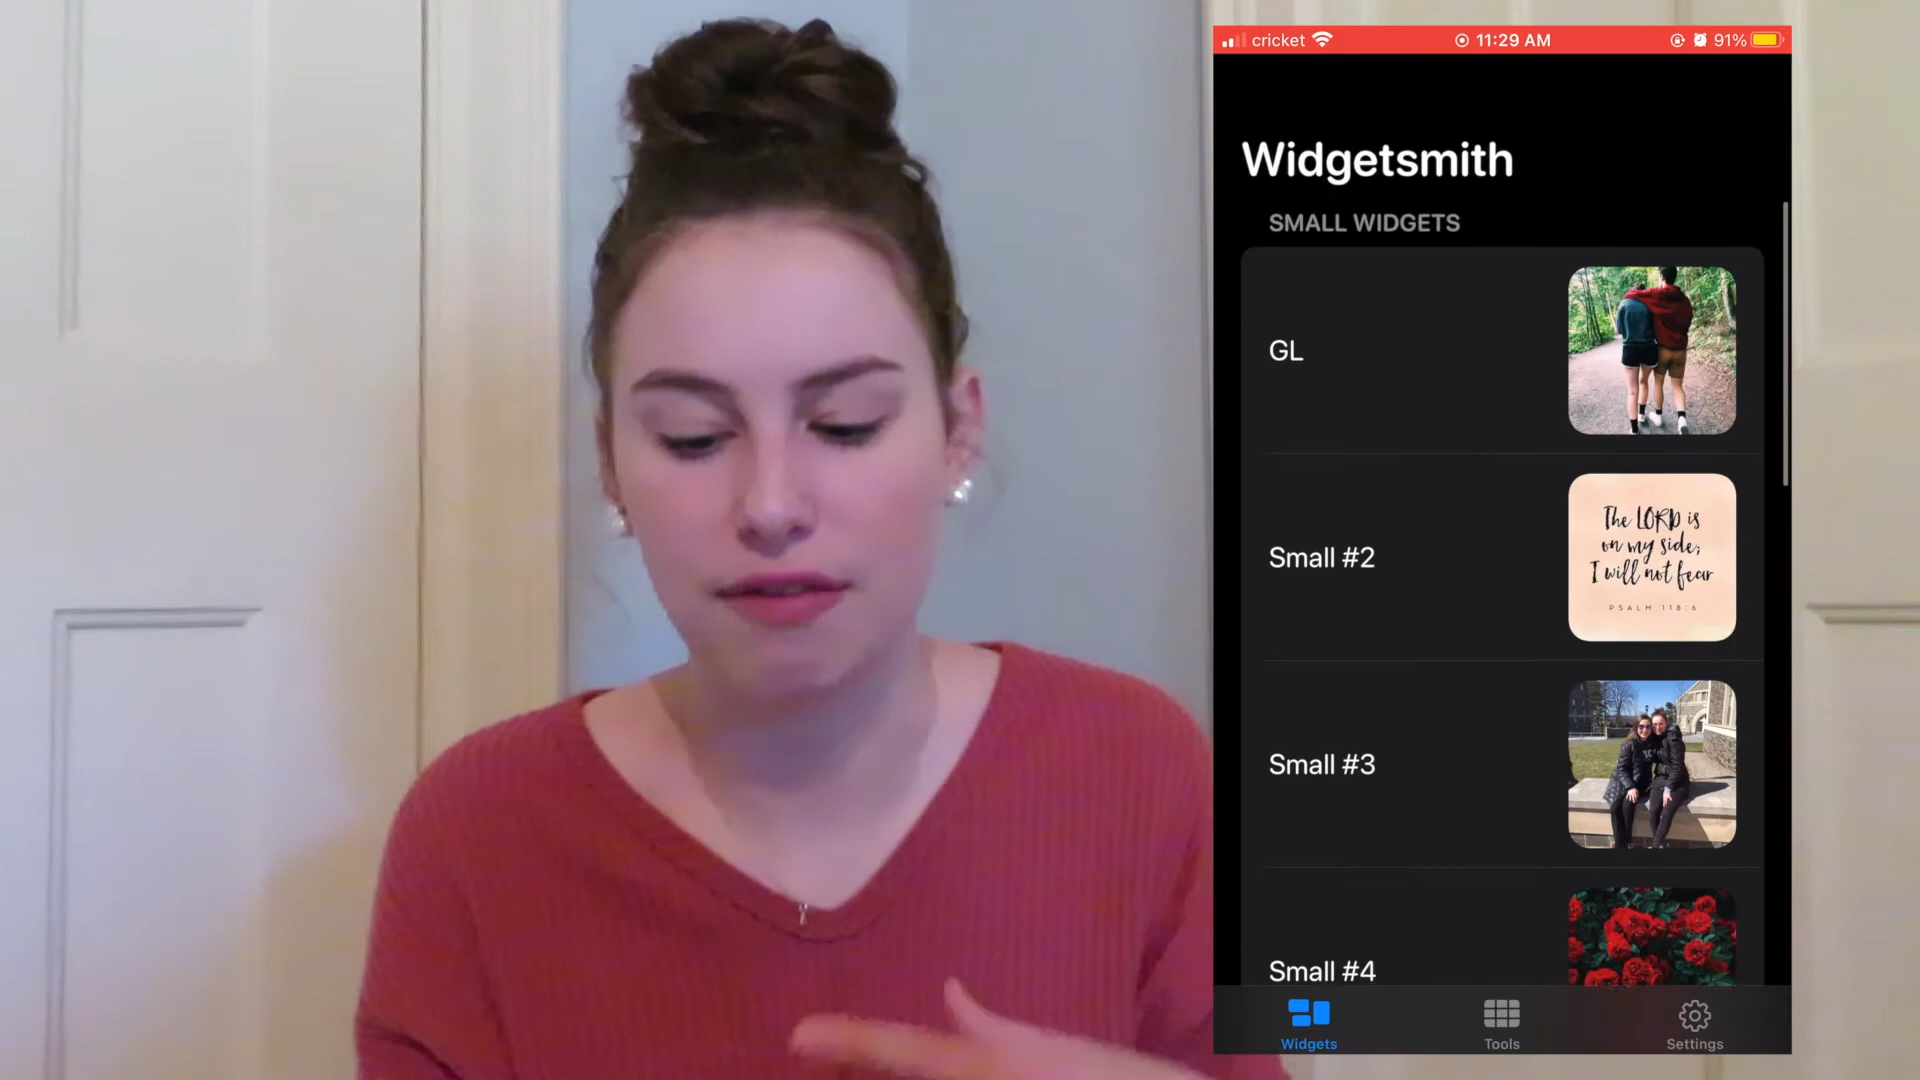 cricket 11:29 AM 91%
Widgetsmith
SMALL WIDGETS
GL
The LORD is
on my side;
I will not fear
PSALM 118:6
Small #2
Small #3
Small #4
Widgets Tools Settings